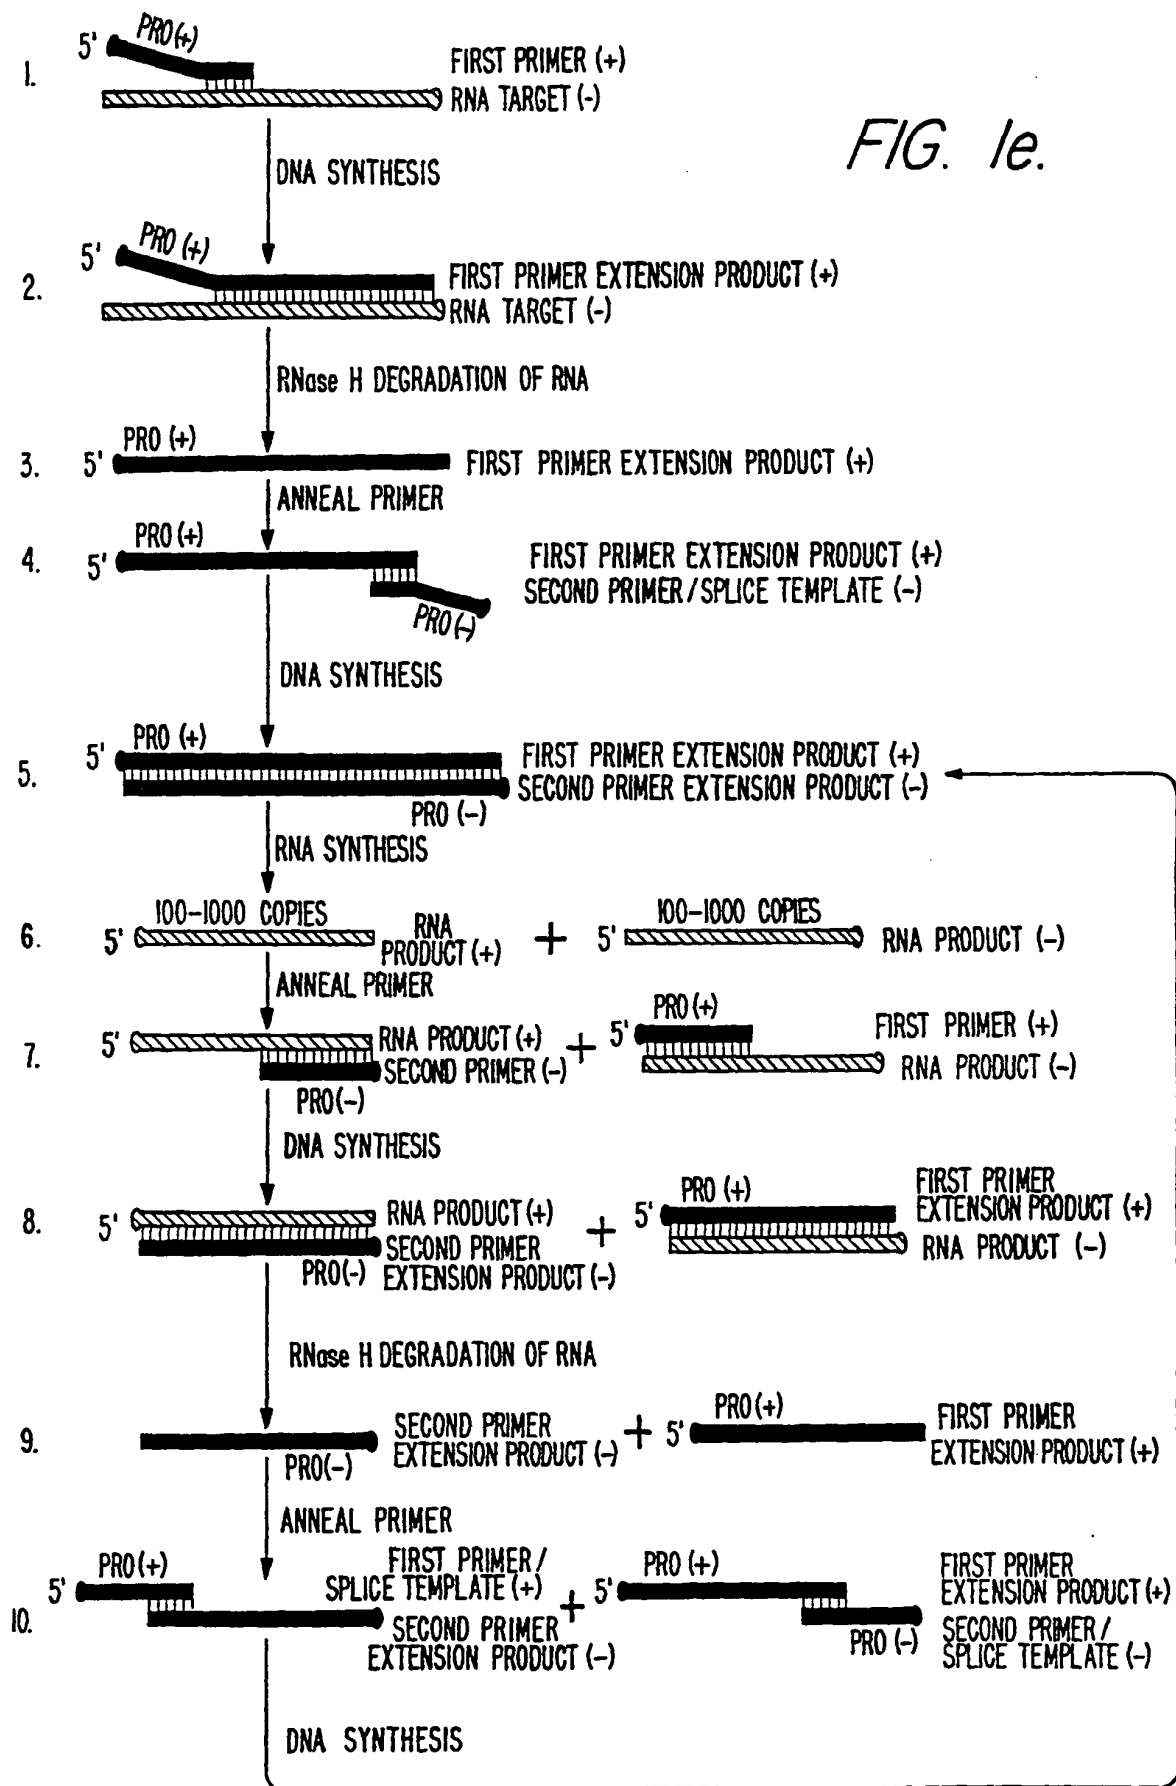 FIG. 1e.
1.
5'
PRO(+)
FIRST PRIMER (+)
RNA TARGET (-)
DNA SYNTHESIS
2.
5'
PRO (+)
FIRST PRIMER EXTENSION PRODUCT (+)
RNA TARGET (-)
RNase H DEGRADATION OF RNA
3.
5'
PRO (+)
FIRST PRIMER EXTENSION PRODUCT (+)
ANNEAL PRIMER
4.
5'
PRO (+)
FIRST PRIMER EXTENSION PRODUCT (+)
SECOND PRIMER/SPLICE TEMPLATE (-)
PRO(-)
DNA SYNTHESIS
5.
5'
PRO (+)
FIRST PRIMER EXTENSION PRODUCT (+)
SECOND PRIMER EXTENSION PRODUCT (-)
PRO (-)
RNA SYNTHESIS
6.
5'
100-1000 COPIES
RNA
PRODUCT (+)
+
5'
100-1000 COPIES
RNA PRODUCT (-)
ANNEAL PRIMER
7.
5'
RNA PRODUCT (+)
SECOND PRIMER (-)
PRO(-)
+
5'
PRO(+)
FIRST PRIMER (+)
RNA PRODUCT (-)
DNA SYNTHESIS
8.
5'
RNA PRODUCT (+)
SECOND PRIMER
EXTENSION PRODUCT (-)
PRO(-)
+
5'
PRO (+)
FIRST PRIMER
EXTENSION PRODUCT (+)
RNA PRODUCT (-)
RNase H DEGRADATION OF RNA
9.
SECOND PRIMER
EXTENSION PRODUCT (-)
PRO(-)
+
5'
PRO(+)
FIRST PRIMER
EXTENSION PRODUCT (+)
ANNEAL PRIMER
10.
5'
PRO(+)
FIRST PRIMER/
SPLICE TEMPLATE (+)
SECOND PRIMER
EXTENSION PRODUCT (-)
+
5'
PRO (+)
FIRST PRIMER
EXTENSION PRODUCT (+)
SECOND PRIMER/
SPLICE TEMPLATE (-)
PRO (-)
DNA SYNTHESIS